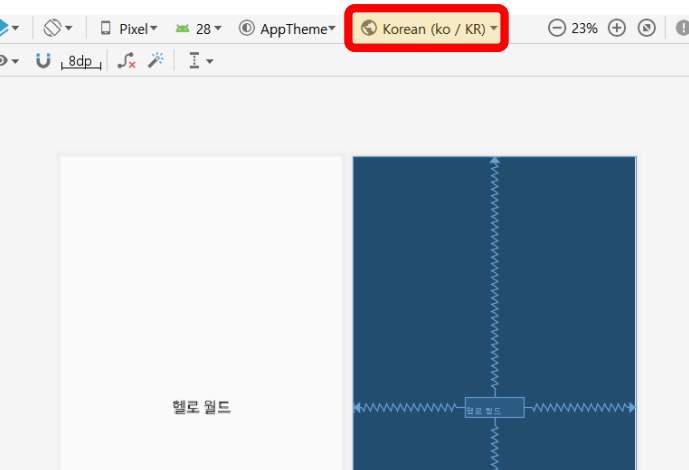 Pixel 28 AppTheme Korean (ko / KR) 23%
8dp
헬로 월드 헬로 월드